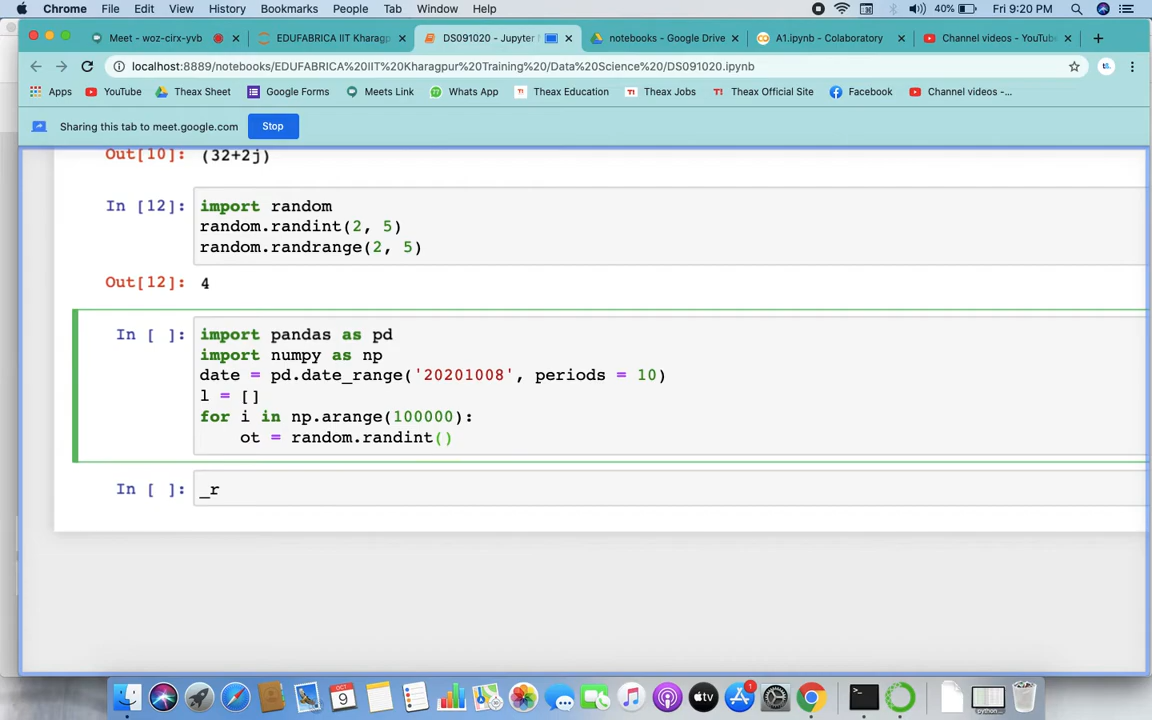 Chrome File Edit View History Bookmarks People Tab Window Help 40% Fri 9:20 PM
Meet - woz-cirx-yvb EDUFABRICA IIT Kharagp DS091020 - Jupyter notebooks - Google Drive A1.ipynb - Colaboratory Channel videos - YouTube
localhost:8889/notebooks/EDUFABRICA%20IIT%20Kharagpur%20Training%20/Data%20Science%20/DS091020.ipynb
Apps YouTube Theax Sheet Google Forms Meets Link Whats App Theax Education Theax Jobs Theax Official Site Facebook Channel videos -...
Sharing this tab to meet.google.com Stop
Out[10]: (32+2j)
In [12]: import random
random.randint(2, 5)
random.randrange(2, 5)
Out[12]: 4
In [ ]: import pandas as pd
import numpy as np
date = pd.date_range('20201008', periods = 10)
l = []
for i in np.arange(100000):
ot = random.randint()
In [ ]: _r
OCT
9
1